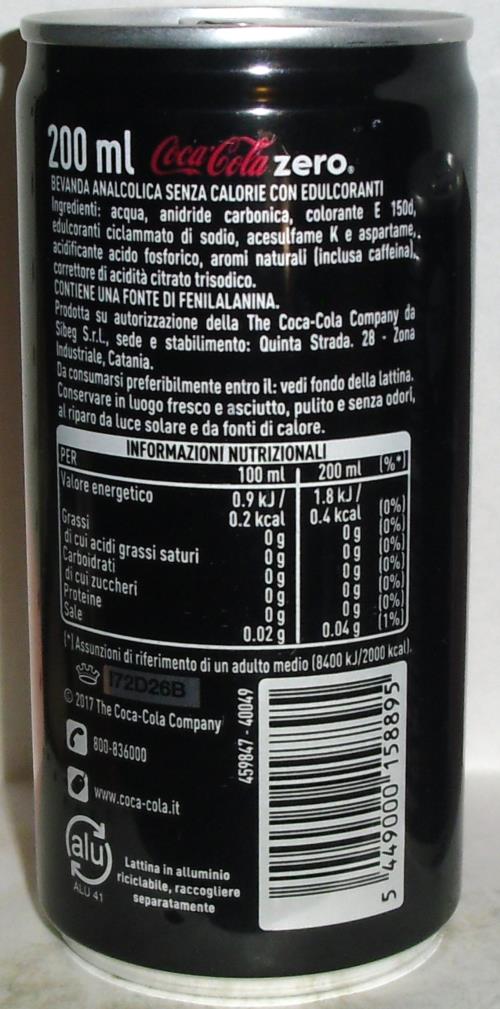 200 ml Coca-Cola zero®
BEVANDA ANALCOLICA SENZA CALORIE CON EDULCORANTI
Ingredienti: acqua, anidride carbonica, colorante E 150d,
edulcoranti ciclammato di sodio, acesulfame K e aspartame,
acidificante acido fosforico, aromi naturali (inclusa caffeina),
correttore di acidità citrato trisodico.
CONTIENE UNA FONTE DI FENILALANINA.
Prodotta su autorizzazione della The Coca-Cola Company da
Sibeg S.r.L., sede e stabilimento: Quinta Strada. 28 - Zona
Industriale, Catania.
Da consumarsi preferibilmente entro il: vedi fondo della lattina.
Conservare in luogo fresco e asciutto, pulito e senza odori,
al riparo da luce solare e da fonti di calore.
INFORMAZIONI NUTRIZIONALI
PER 100 ml 200 ml (%*)
Valore energetico 0.9 kJ / 1.8 kJ /
0.2 kcal 0.4 kcal (0%)
Grassi 0 g 0 g (0%)
di cui acidi grassi saturi 0 g 0 g (0%)
Carboidrati 0 g 0 g (0%)
di cui zuccheri 0 g 0 g (0%)
Proteine 0 g 0 g (0%)
Sale 0.02 g 0.04 g (1%)
(*) Assunzioni di riferimento di un adulto medio (8400 kJ/2000 kcal).
I72D26B
© 2017 The Coca-Cola Company
800-836000
www.coca-cola.it
alu
ALU 41
Lattina in alluminio
riciclabile, raccogliere
separatamente
459847 - 40049
5 449000 158895